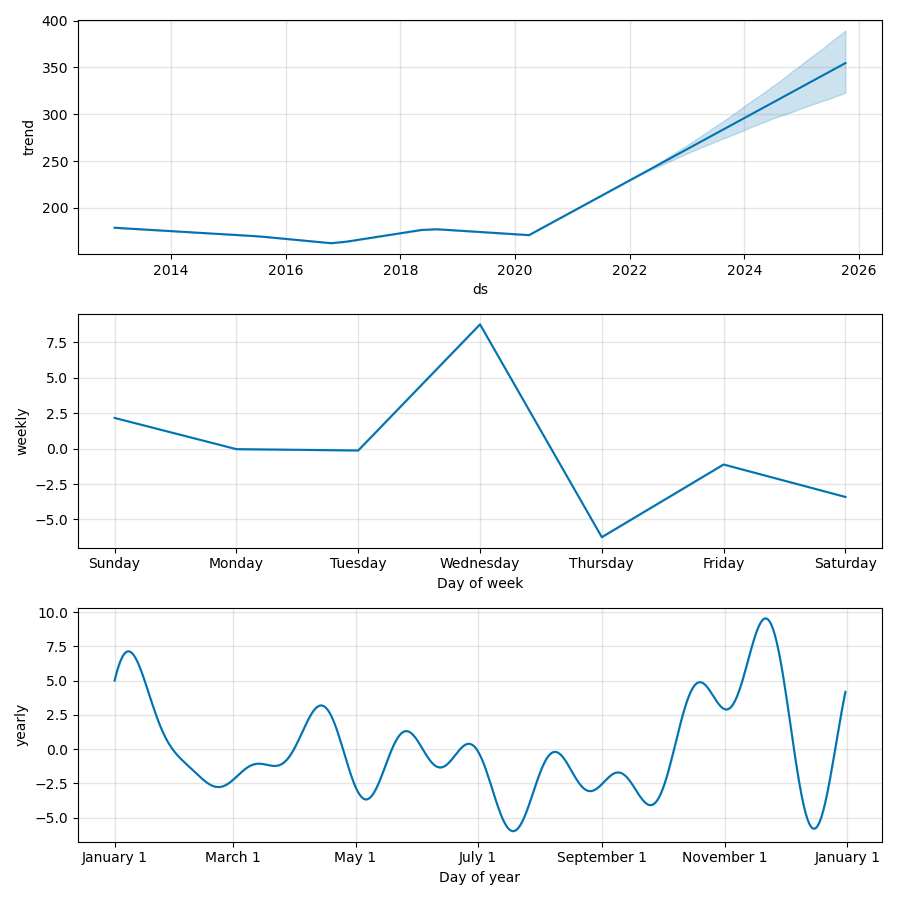 400
350
300
250
200
trend
2014 2016 2018 2020 2022 2024 2026
ds
7.5
5.0
2.5
0.0
−2.5
−5.0
weekly
Sunday Monday Tuesday Wednesday Thursday Friday Saturday
Day of week
10.0
7.5
5.0
2.5
0.0
−2.5
−5.0
yearly
January 1 March 1 May 1 July 1 September 1 November 1 January 1
Day of year